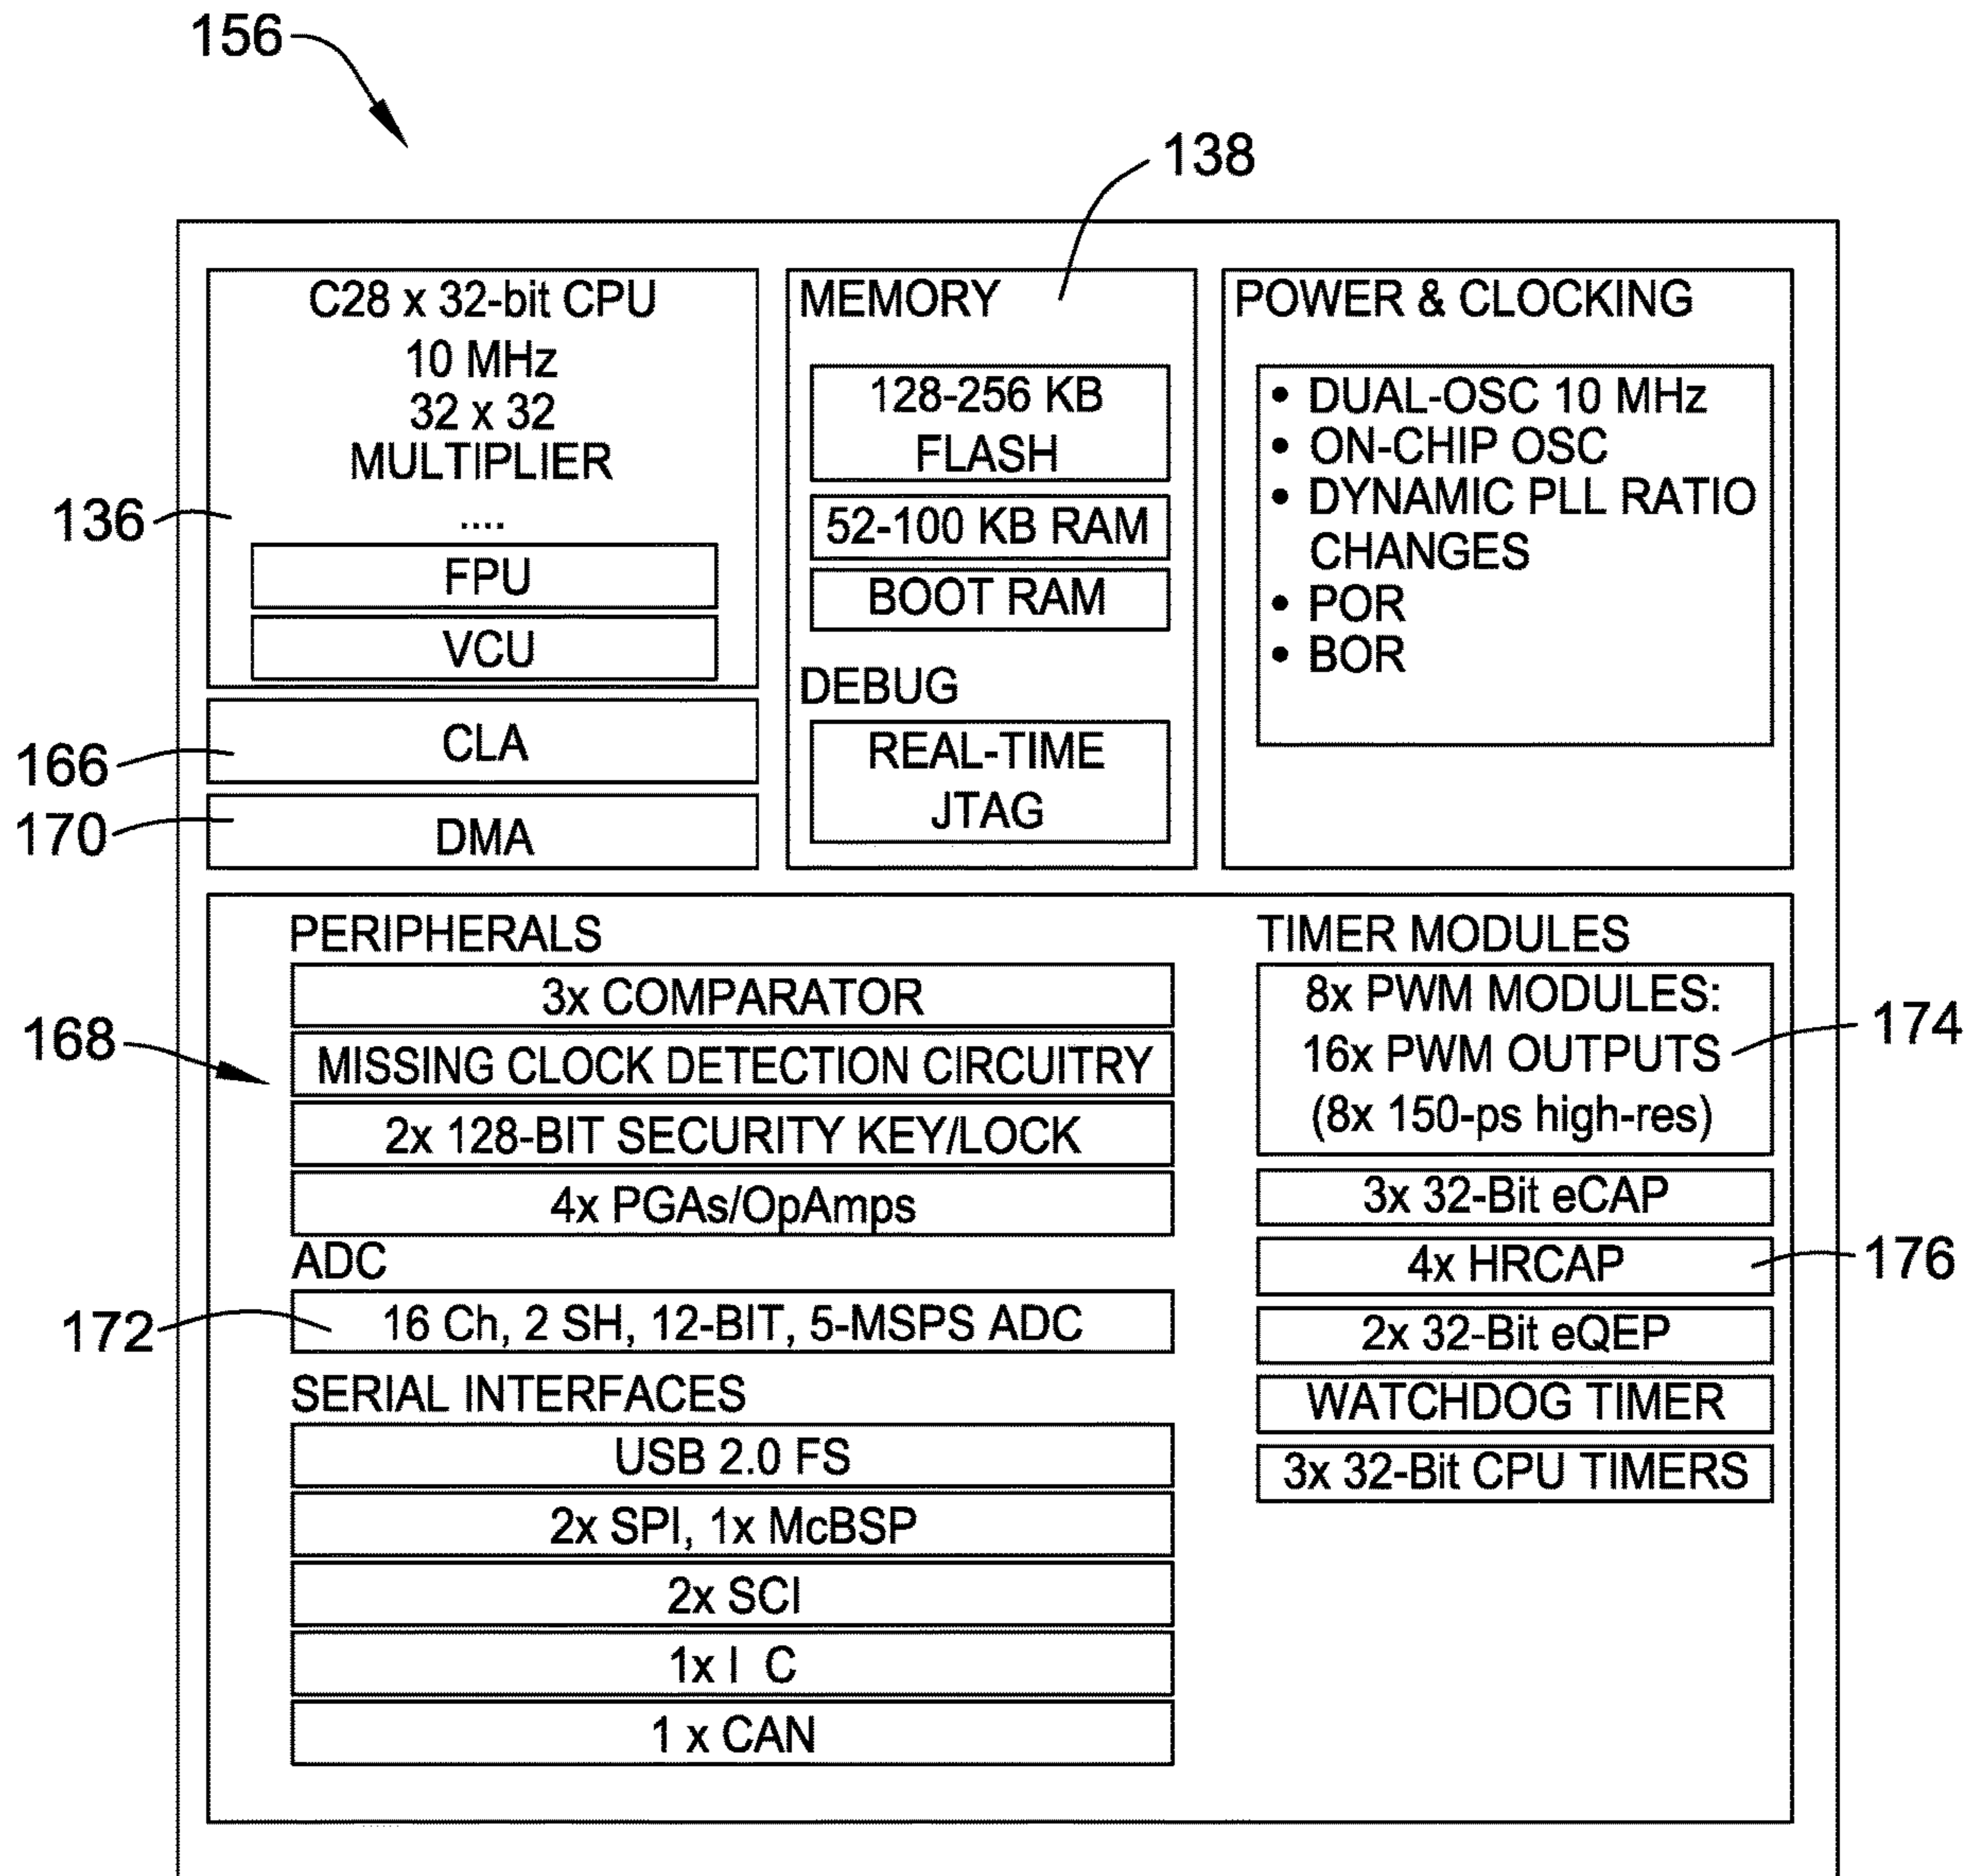 156
138
C28 x 32-bit CPU
10 MHz
32 x 32
MULTIPLIER
....
FPU
VCU
136
CLA
166
DMA
170
MEMORY
128-256 KB
FLASH
52-100 KB RAM
BOOT RAM
DEBUG
REAL-TIME
JTAG
POWER & CLOCKING
• DUAL-OSC 10 MHz
• ON-CHIP OSC
• DYNAMIC PLL RATIO
CHANGES
• POR
• BOR
PERIPHERALS
3x COMPARATOR
168
MISSING CLOCK DETECTION CIRCUITRY
2x 128-BIT SECURITY KEY/LOCK
4x PGAs/OpAmps
ADC
172
16 Ch, 2 SH, 12-BIT, 5-MSPS ADC
SERIAL INTERFACES
USB 2.0 FS
2x SPI, 1x McBSP
2x SCI
1x I C
1 x CAN
TIMER MODULES
8x PWM MODULES:
16x PWM OUTPUTS
(8x 150-ps high-res)
174
3x 32-Bit eCAP
4x HRCAP
176
2x 32-Bit eQEP
WATCHDOG TIMER
3x 32-Bit CPU TIMERS